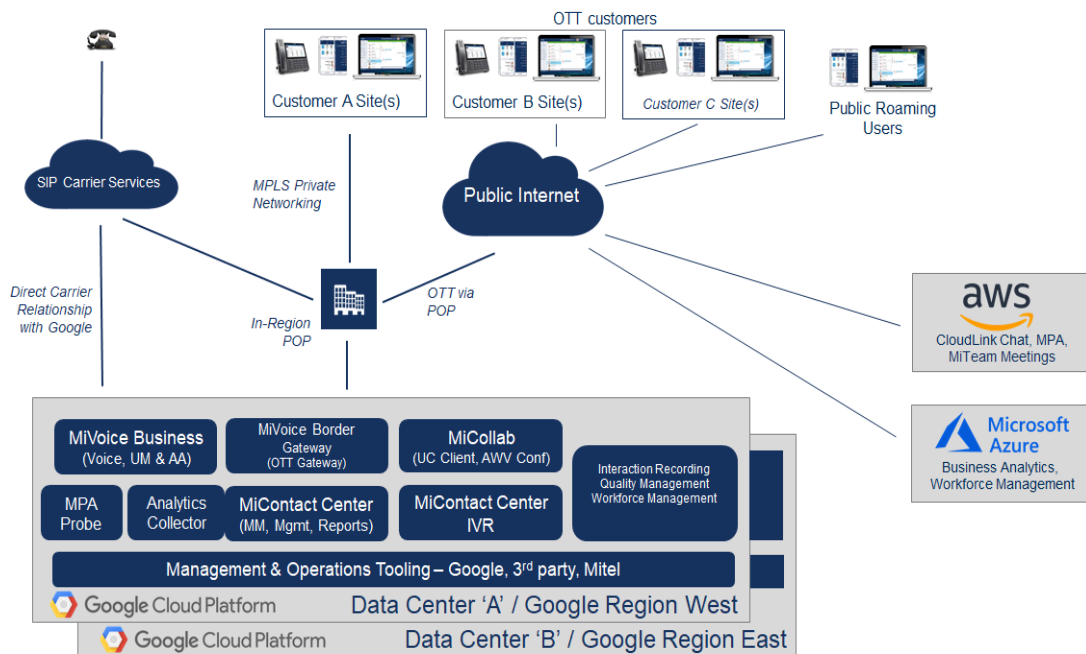 OTT customers
Customer A Site(s)
Customer B Site(s)
Customer C Site(s)
Public Roaming
Users
SIP Carrier Services
MPLS Private
Networking
Public Internet
Direct Carrier
Relationship
with Google
In-Region
POP
OTT via
POP
aws
CloudLink Chat, MPA,
MiTeam Meetings
Microsoft
Azure
Business Analytics,
Workforce Management
MiVoice Business
(Voice, UM & AA)
MiVoice Border
Gateway
(OTT Gateway)
MiCollab
(UC Client, AWV Conf)
Interaction Recording
Quality Management
Workforce Management
MPA
Probe
Analytics
Collector
MiContact Center
(MM, Mgmt, Reports)
MiContact Center
IVR
Management & Operations Tooling – Google, 3rd party, Mitel
Google Cloud Platform
Data Center ‘A’ / Google Region West
Google Cloud Platform
Data Center ‘B’ / Google Region East